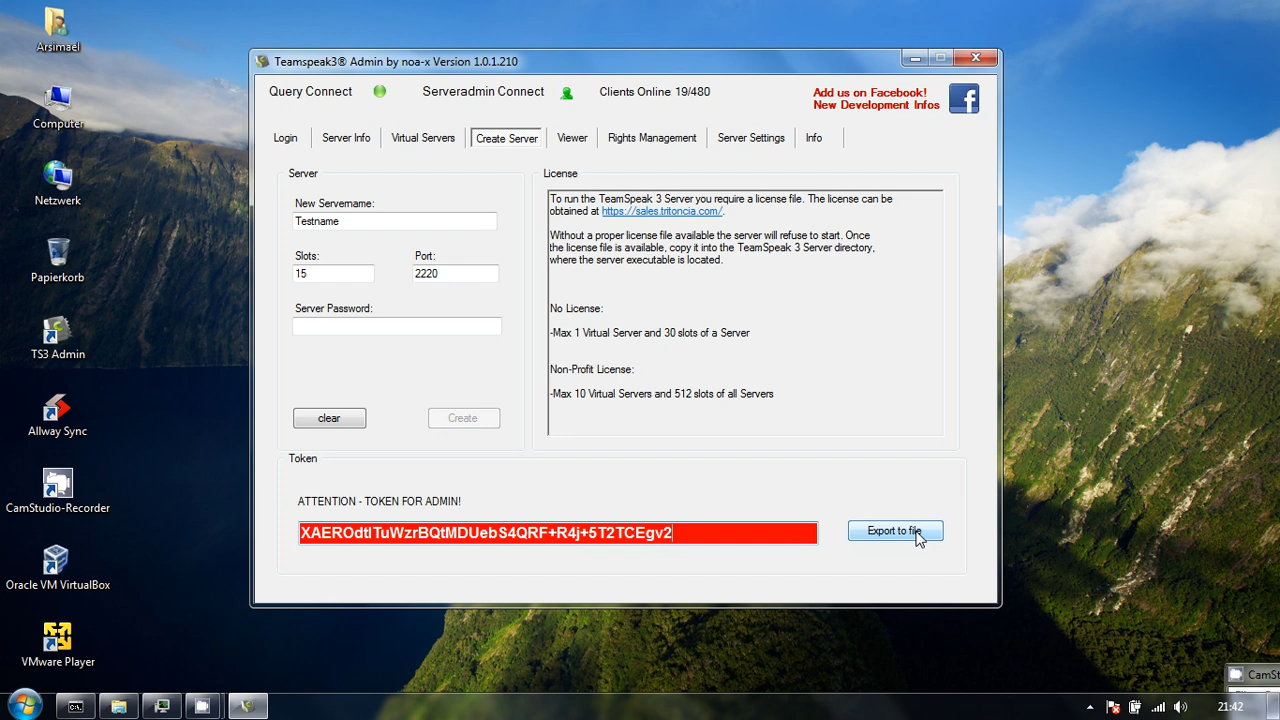 Arsimael
Computer
Netzwerk
Papierkorb
TS3 Admin
Allway Sync
CamStudio-Recorder
Oracle VM VirtualBox
VMware Player
Teamspeak3® Admin by noa-x Version 1.0.1.210
Query Connect
Serveradmin Connect
Clients Online 19/480
Add us on Facebook!
New Development Infos
Login
Server Info
Virtual Servers
Create Server
Viewer
Rights Management
Server Settings
Info
Server
New Servername:
Testname
Slots:
Port:
15
2220
Server Password:
clear
Create
License
To run the TeamSpeak 3 Server you require a license file. The license can be
obtained at https://sales.tritoncia.com/.
Without a proper license file available the server will refuse to start. Once
the license file is available, copy it into the TeamSpeak 3 Server directory,
where the server executable is located.
No License:
-Max 1 Virtual Server and 30 slots of a Server
Non-Profit License:
-Max 10 Virtual Servers and 512 slots of all Servers
Token
ATTENTION - TOKEN FOR ADMIN!
XAEROdtITuWzrBQtMDUebS4QRF+R4j+5T2TCEgv2
Export to file
CamSt
21:42